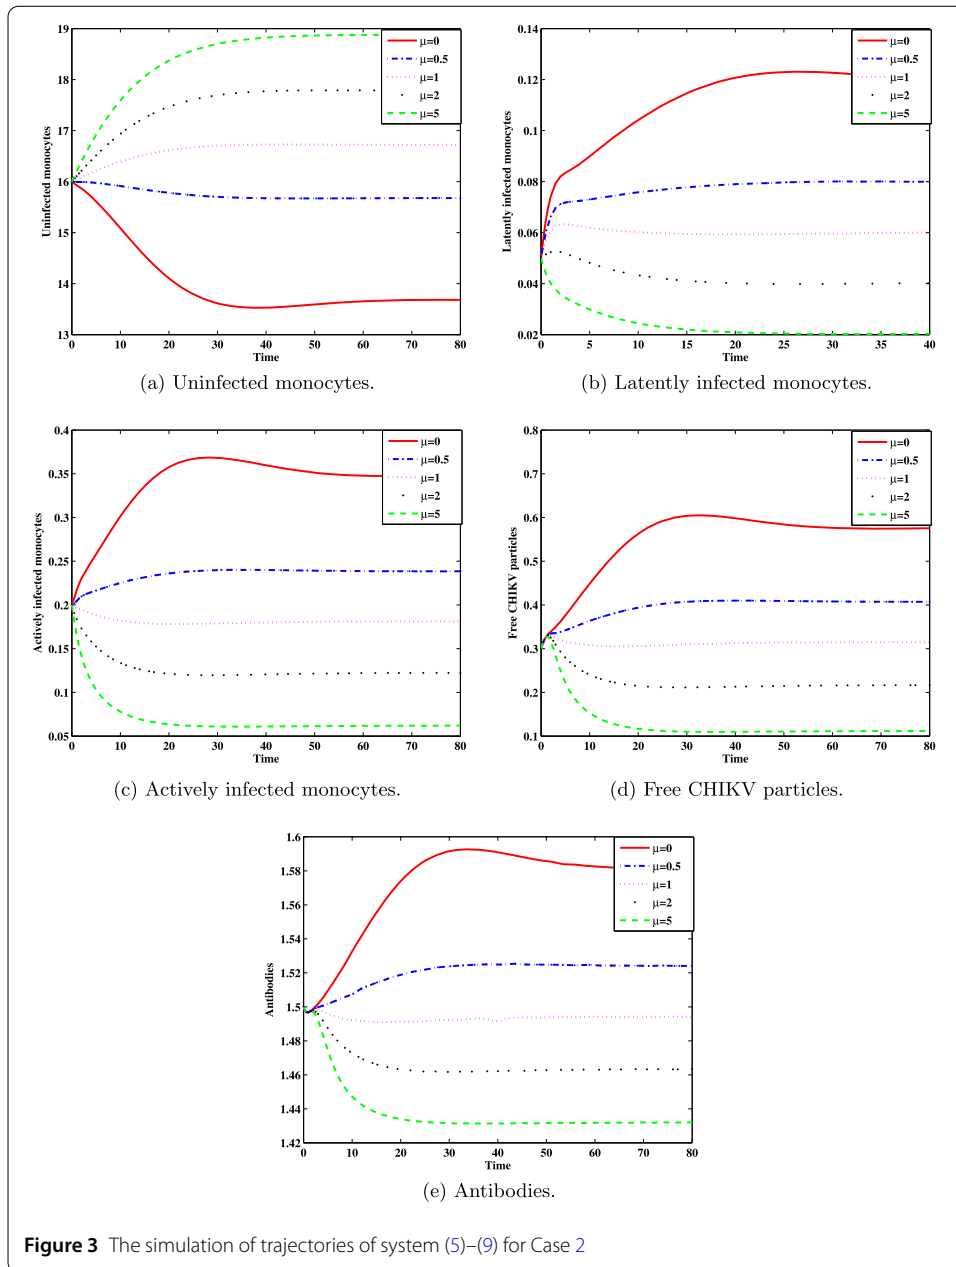 19
18
17
16
15
14
13
0 10 20 30 40 50 60 70 80
Uninfected monocytes
Time
μ=0
μ=0.5
μ=1
μ=2
μ=5
(a) Uninfected monocytes.
0.14
0.12
0.1
0.08
0.06
0.04
0.02
0 5 10 15 20 25 30 35 40
Latently infected monocytes
Time
μ=0
μ=0.5
μ=1
μ=2
μ=5
(b) Latently infected monocytes.
0.4
0.35
0.3
0.25
0.2
0.15
0.1
0.05
0 10 20 30 40 50 60 70 80
Actively infected monocytes
Time
μ=0
μ=0.5
μ=1
μ=2
μ=5
(c) Actively infected monocytes.
0.8
0.7
0.6
0.5
0.4
0.3
0.2
0.1
0 10 20 30 40 50 60 70 80
Free CHIKV particles
Time
μ=0
μ=0.5
μ=1
μ=2
μ=5
(d) Free CHIKV particles.
1.6
1.58
1.56
1.54
1.52
1.5
1.48
1.46
1.44
1.42
0 10 20 30 40 50 60 70 80
Antibodies
Time
μ=0
μ=0.5
μ=1
μ=2
μ=5
(e) Antibodies.
Figure 3 The simulation of trajectories of system (5)–(9) for Case 2